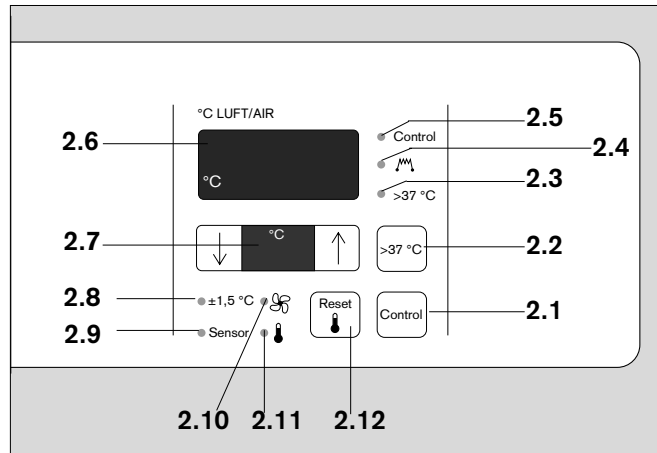 °C LUFT/AIR
2.5
2.6
Control
2.4
2.3
°C
>37 °C
2.7
°C
>37 °C
2.2
2.8
±1,5 °C
Reset
Control
2.1
2.9
Sensor
2.10
2.11
2.12